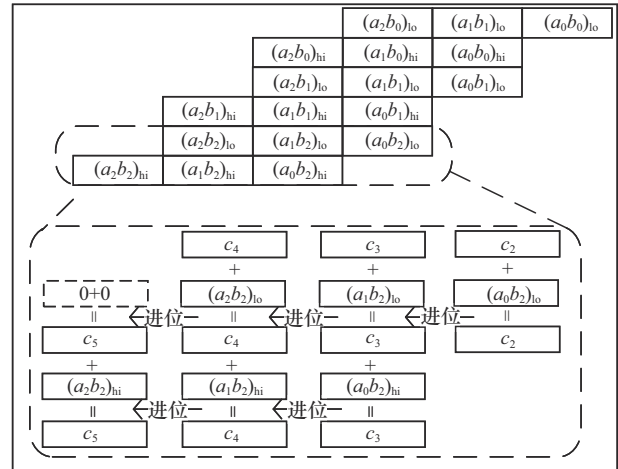 (a₂b₀)lo (a₁b₁)lo (a₀b₀)lo
(a₂b₀)hi (a₁b₀)hi (a₀b₀)hi
(a₂b₁)lo (a₁b₁)lo (a₀b₁)lo
(a₂b₁)hi (a₁b₁)hi (a₀b₁)hi
(a₂b₂)lo (a₁b₂)lo (a₀b₂)lo
(a₂b₂)hi (a₁b₂)hi (a₀b₂)hi
c₄ c₃ c₂
+ + +
0+0 (a₂b₂)lo (a₁b₂)lo (a₀b₂)lo
= 进位 = 进位 = 进位 =
c₅ c₄ c₃ c₂
+ + +
(a₂b₂)hi (a₁b₂)hi (a₀b₂)hi
= 进位 = 进位 =
c₅ c₄ c₃